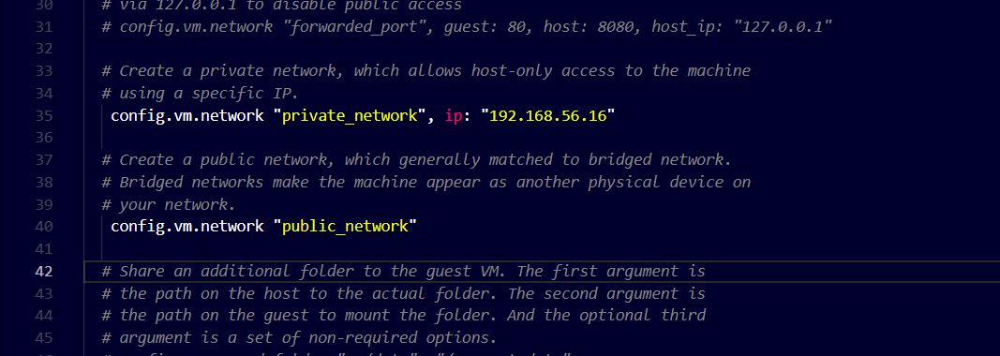 30 # via 127.0.0.1 to disable public access
31 # config.vm.network "forwarded_port", guest: 80, host: 8080, host_ip: "127.0.0.1"
32
33 # Create a private network, which allows host-only access to the machine
34 # using a specific IP.
35 config.vm.network "private_network", ip: "192.168.56.16"
36
37 # Create a public network, which generally matched to bridged network.
38 # Bridged networks make the machine appear as another physical device on
39 # your network.
40 config.vm.network "public_network"
41
42 # Share an additional folder to the guest VM. The first argument is
43 # the path on the host to the actual folder. The second argument is
44 # the path on the guest to mount the folder. And the optional third
45 # argument is a set of non-required options.